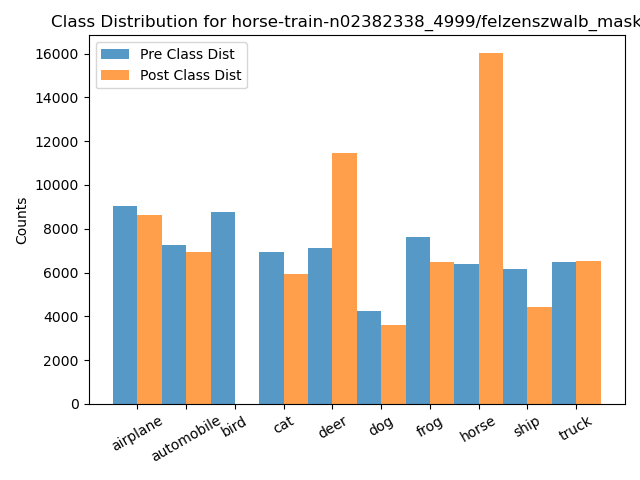 Class Distribution for horse-train-n02382338_4999/felzenszwalb_mask
Pre Class Dist
Post Class Dist
Counts
16000
14000
12000
10000
8000
6000
4000
2000
0
airplane
automobile
bird
cat
deer
dog
frog
horse
ship
truck